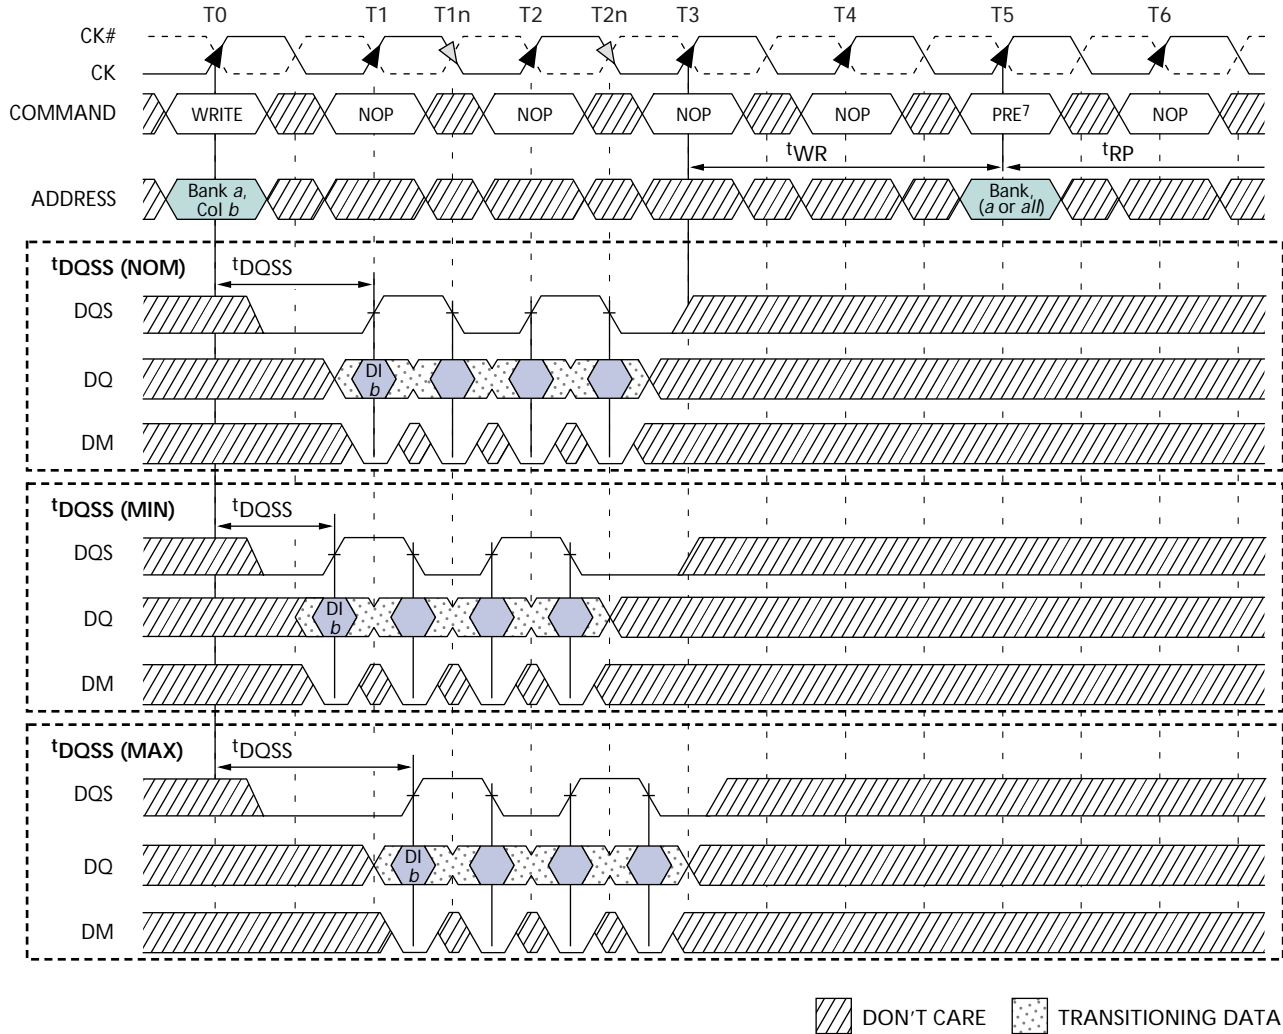 T0 T1 T1n T2 T2n T3 T4 T5 T6
CK#
CK
COMMAND WRITE NOP NOP NOP NOP PRE⁷ NOP
ᵗWR ᵗRP
ADDRESS Bank a, Col b Bank, (a or all)
ᵗDQSS (NOM) ᵗDQSS
DQS
DQ DI b
DM
ᵗDQSS (MIN) ᵗDQSS
DQS
DQ DI b
DM
ᵗDQSS (MAX) ᵗDQSS
DQS
DQ DI b
DM
DON'T CARE TRANSITIONING DATA